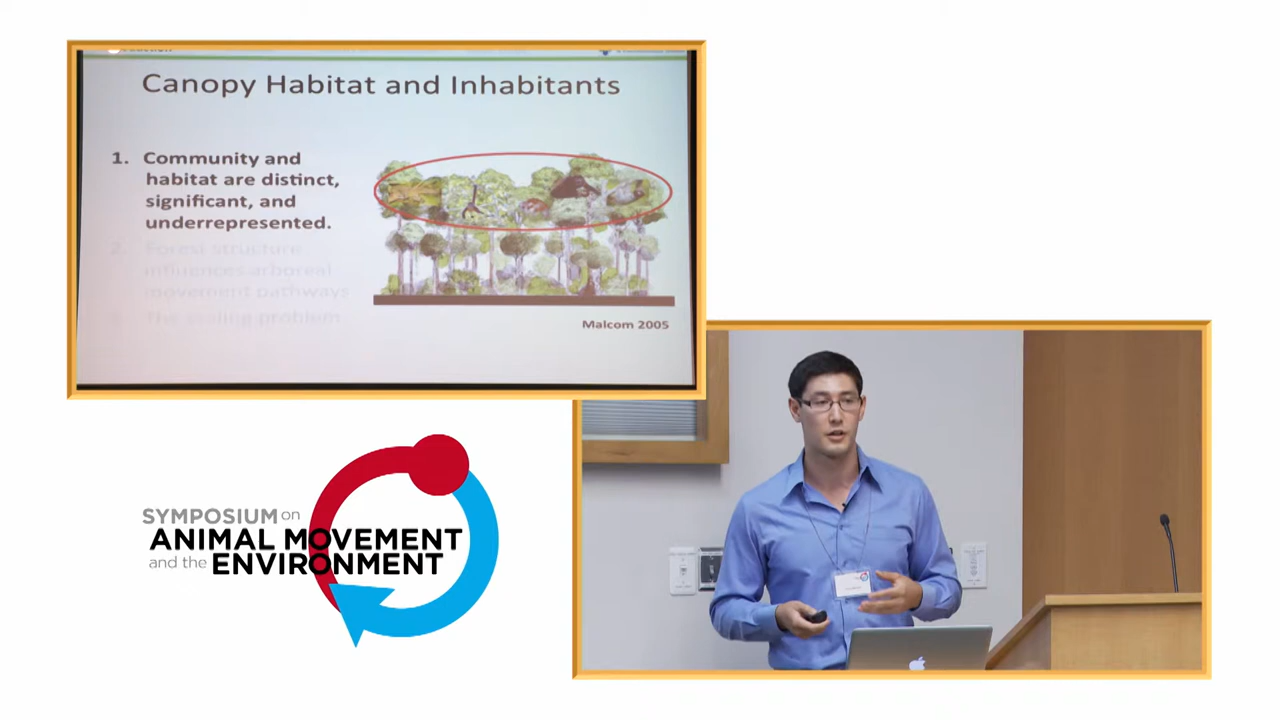 Canopy Habitat and Inhabitants
1. Community and
habitat are distinct,
significant, and
underrepresented.
2. Forest structure
influences arboreal
movement pathways
The scaling problem
Malcom 2005
SYMPOSIUM on
ANIMAL MOVEMENT
and the ENVIRONMENT